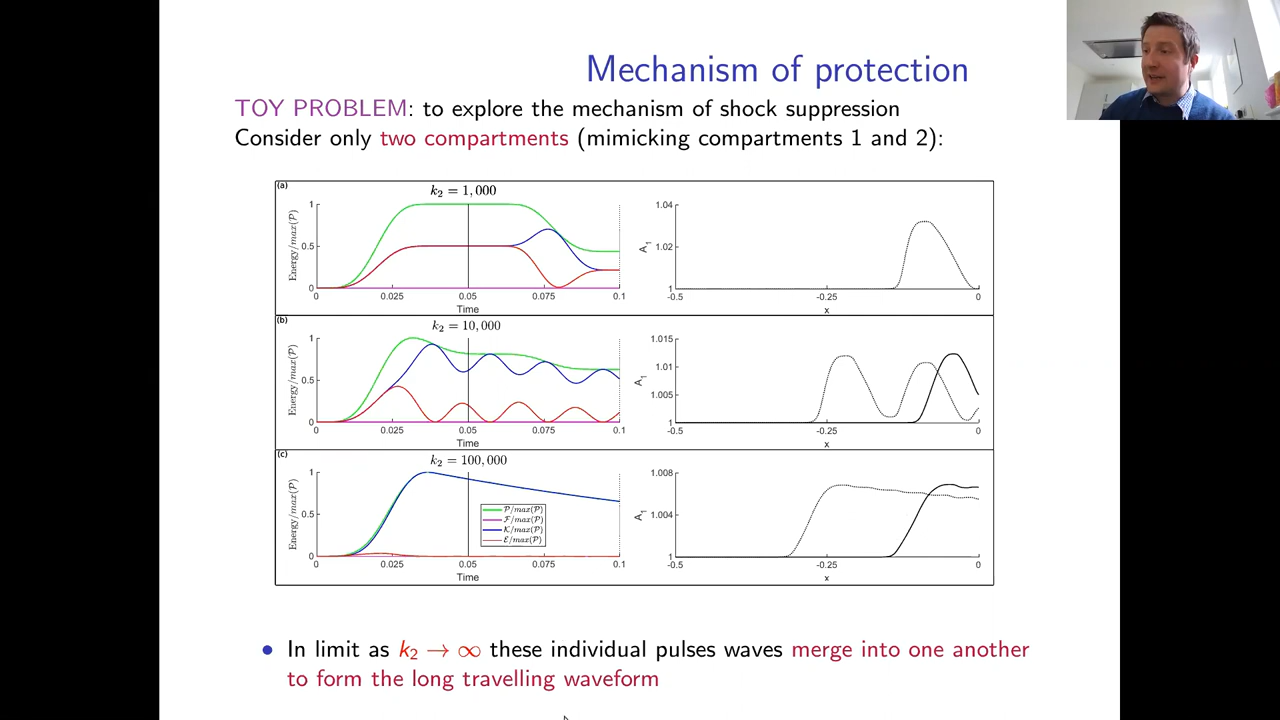 Mechanism of protection
TOY PROBLEM: to explore the mechanism of shock suppression
Consider only two compartments (mimicking compartments 1 and 2):
(a)
k₂ = 1,000
Energy/max(P)
1
0.5
0
0 0.025 0.05 0.075 0.1
Time
A₁
1.04
1.02
1
-0.5 -0.25 0
x
(b)
k₂ = 10,000
Energy/max(P)
1
0.5
0
0 0.025 0.05 0.075 0.1
Time
A₁
1.015
1.01
1.005
1
-0.5 -0.25 0
x
(c)
k₂ = 100,000
Energy/max(P)
1
0.5
0
P/max(P)
F/max(P)
K/max(P)
E/max(P)
0 0.025 0.05 0.075 0.1
Time
A₁
1.008
1.004
1
-0.5 -0.25 0
x
• In limit as k₂ → ∞ these individual pulses waves merge into one another
to form the long travelling waveform